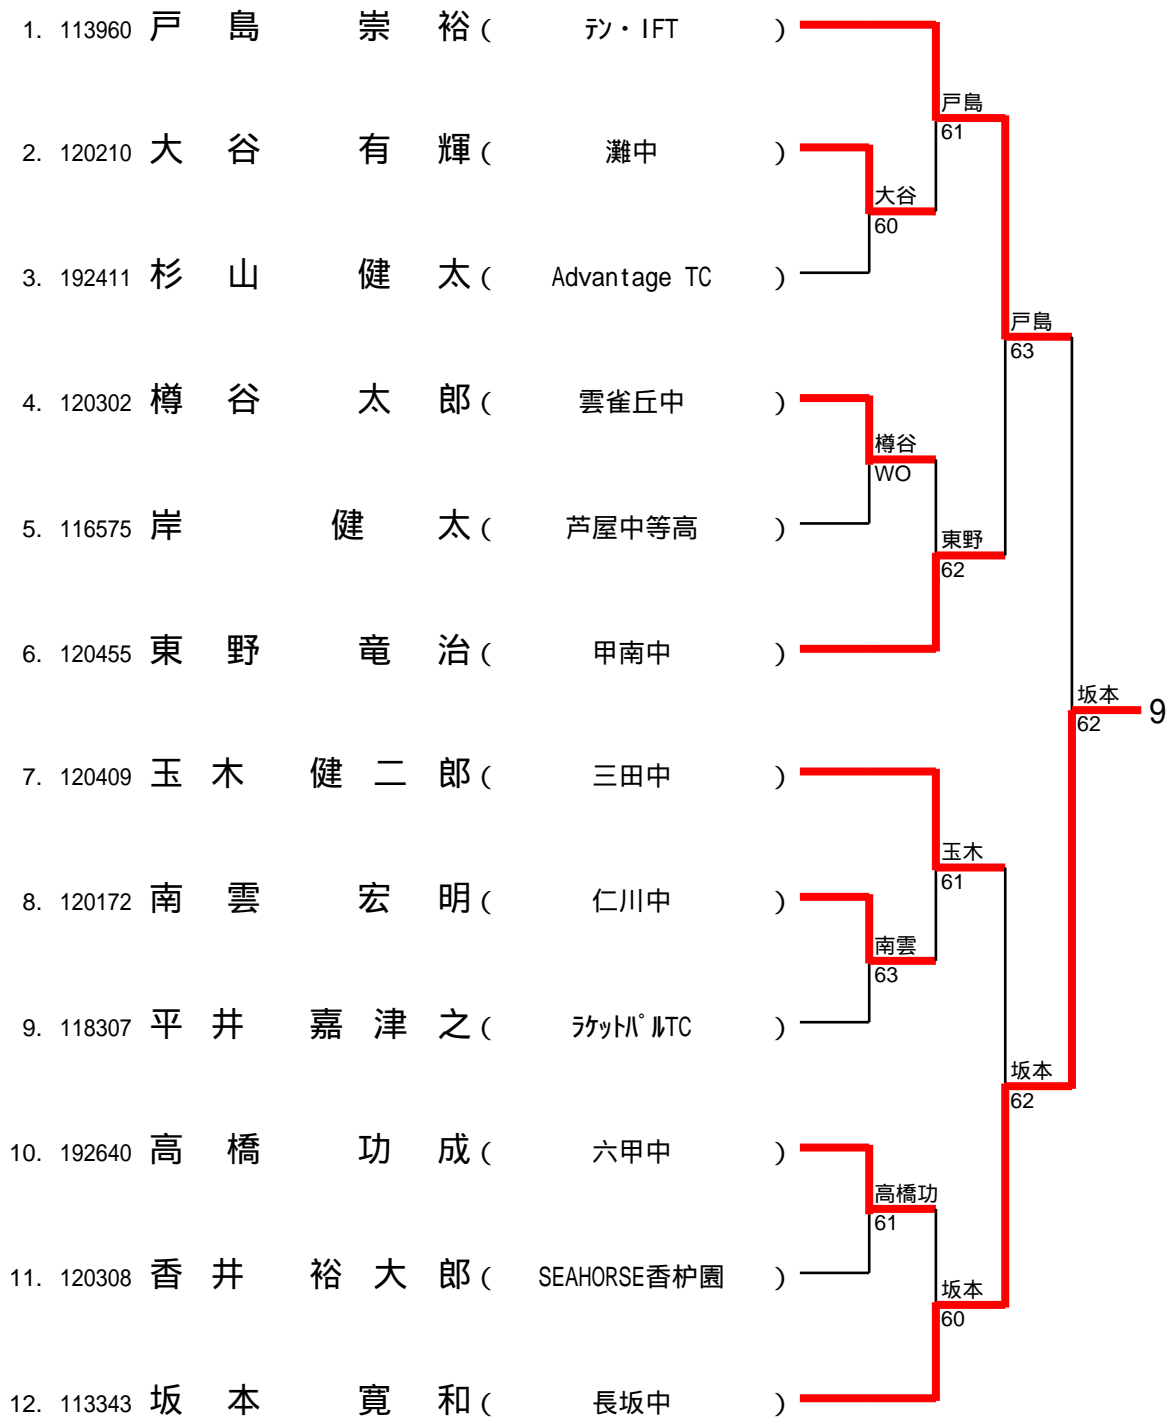 1. 113960 戸島 崇裕 ( テン・IFT )
戸島
61
2. 120210 大谷 有輝 ( 灘中 )
大谷
60
3. 192411 杉山 健太 ( Advantage TC )
戸島
63
4. 120302 樽谷 太郎 ( 雲雀丘中 )
樽谷
WO
5. 116575 岸 健太 ( 芦屋中等高 )
東野
62
6. 120455 東野 竜治 ( 甲南中 )
坂本
62
9
7. 120409 玉木 健二郎 ( 三田中 )
玉木
61
8. 120172 南雲 宏明 ( 仁川中 )
南雲
63
9. 118307 平井 嘉津之 ( ラケットパルTC )
坂本
62
10. 192640 高橋 功成 ( 六甲中 )
高橋功
61
11. 120308 香井 裕大郎 ( SEAHORSE香枦園 )
坂本
60
12. 113343 坂本 寛和 ( 長坂中 )